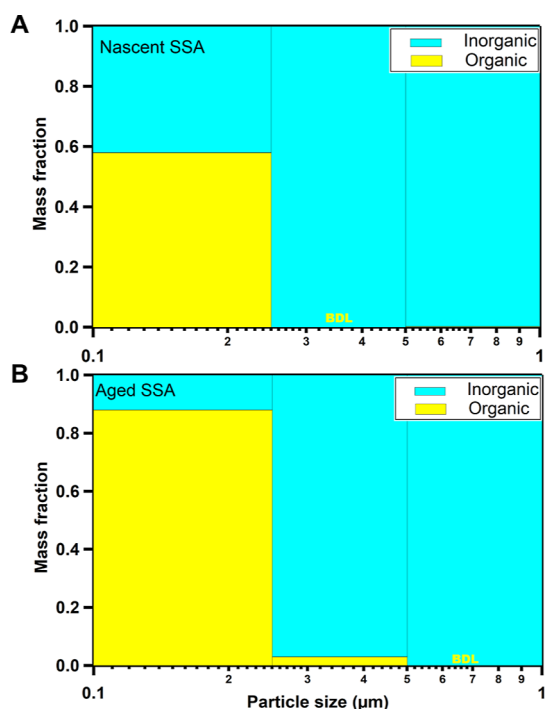 A
Nascent SSA
Inorganic
Organic
Mass fraction
1.0
0.8
0.6
0.4
0.2
0.0
BDL
0.1 2 3 4 5 6 7 8 9 1
B
Aged SSA
Inorganic
Organic
Mass fraction
1.0
0.8
0.6
0.4
0.2
0.0
BDL
0.1 2 3 4 5 6 7 8 9 1
Particle size (µm)